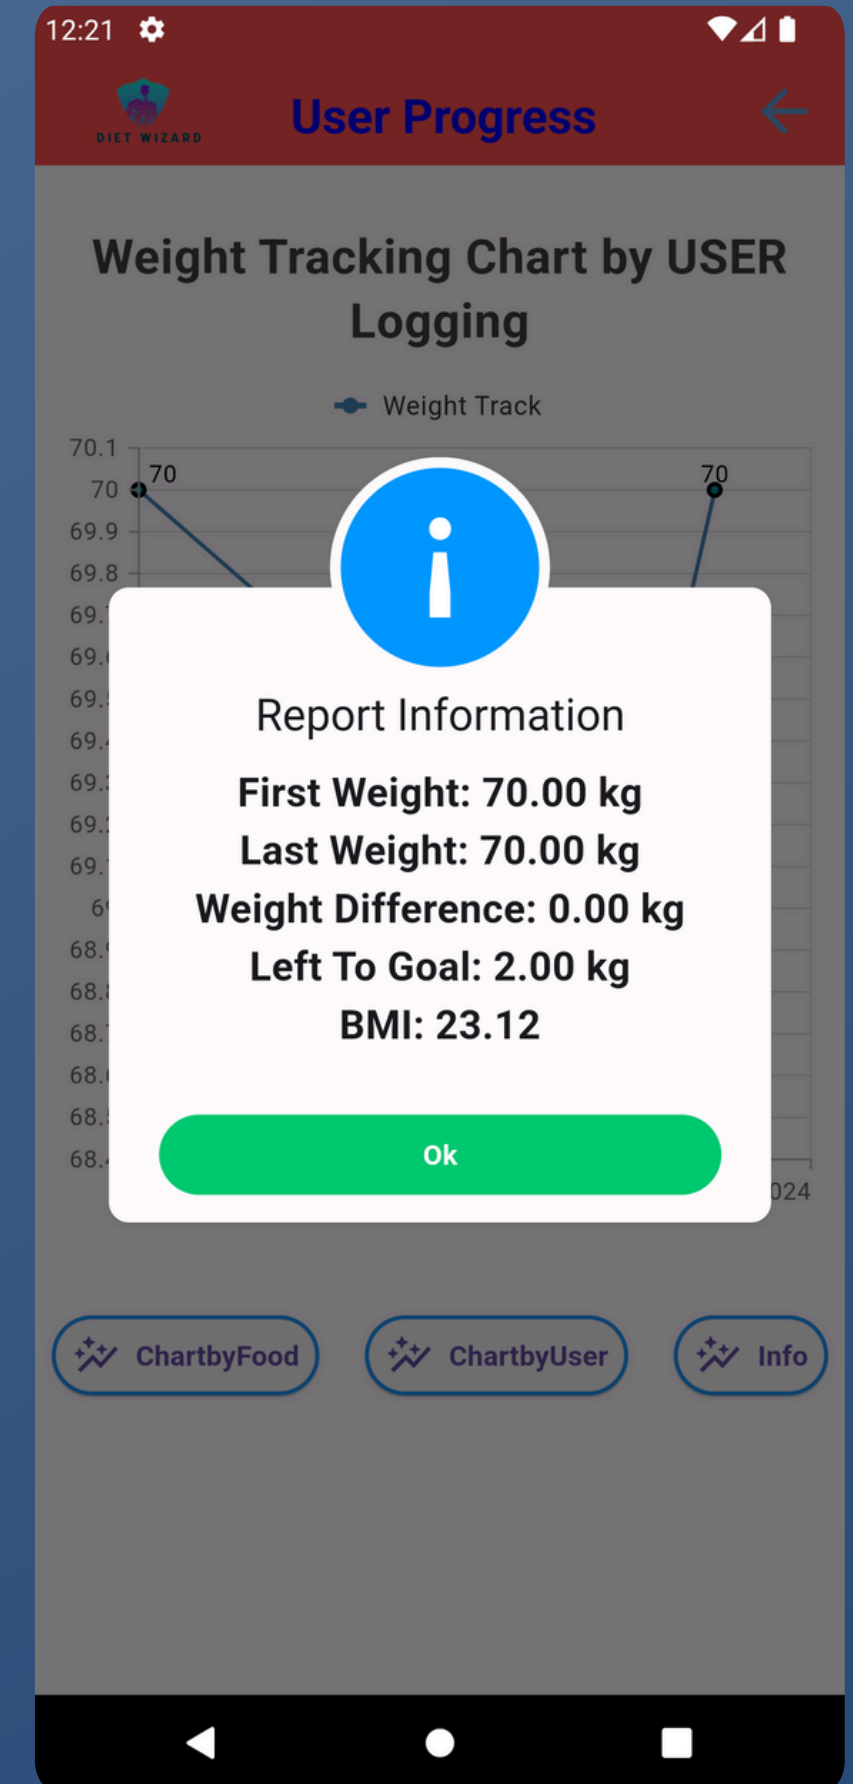 12:21
DIET WIZARD
User Progress
Weight Tracking Chart by USER
Logging
Weight Track
70.1
70
70
70
69.9
69.8
Report Information
First Weight: 70.00 kg
Last Weight: 70.00 kg
Weight Difference: 0.00 kg
Left To Goal: 2.00 kg
BMI: 23.12
Ok
ChartbyFood
ChartbyUser
Info